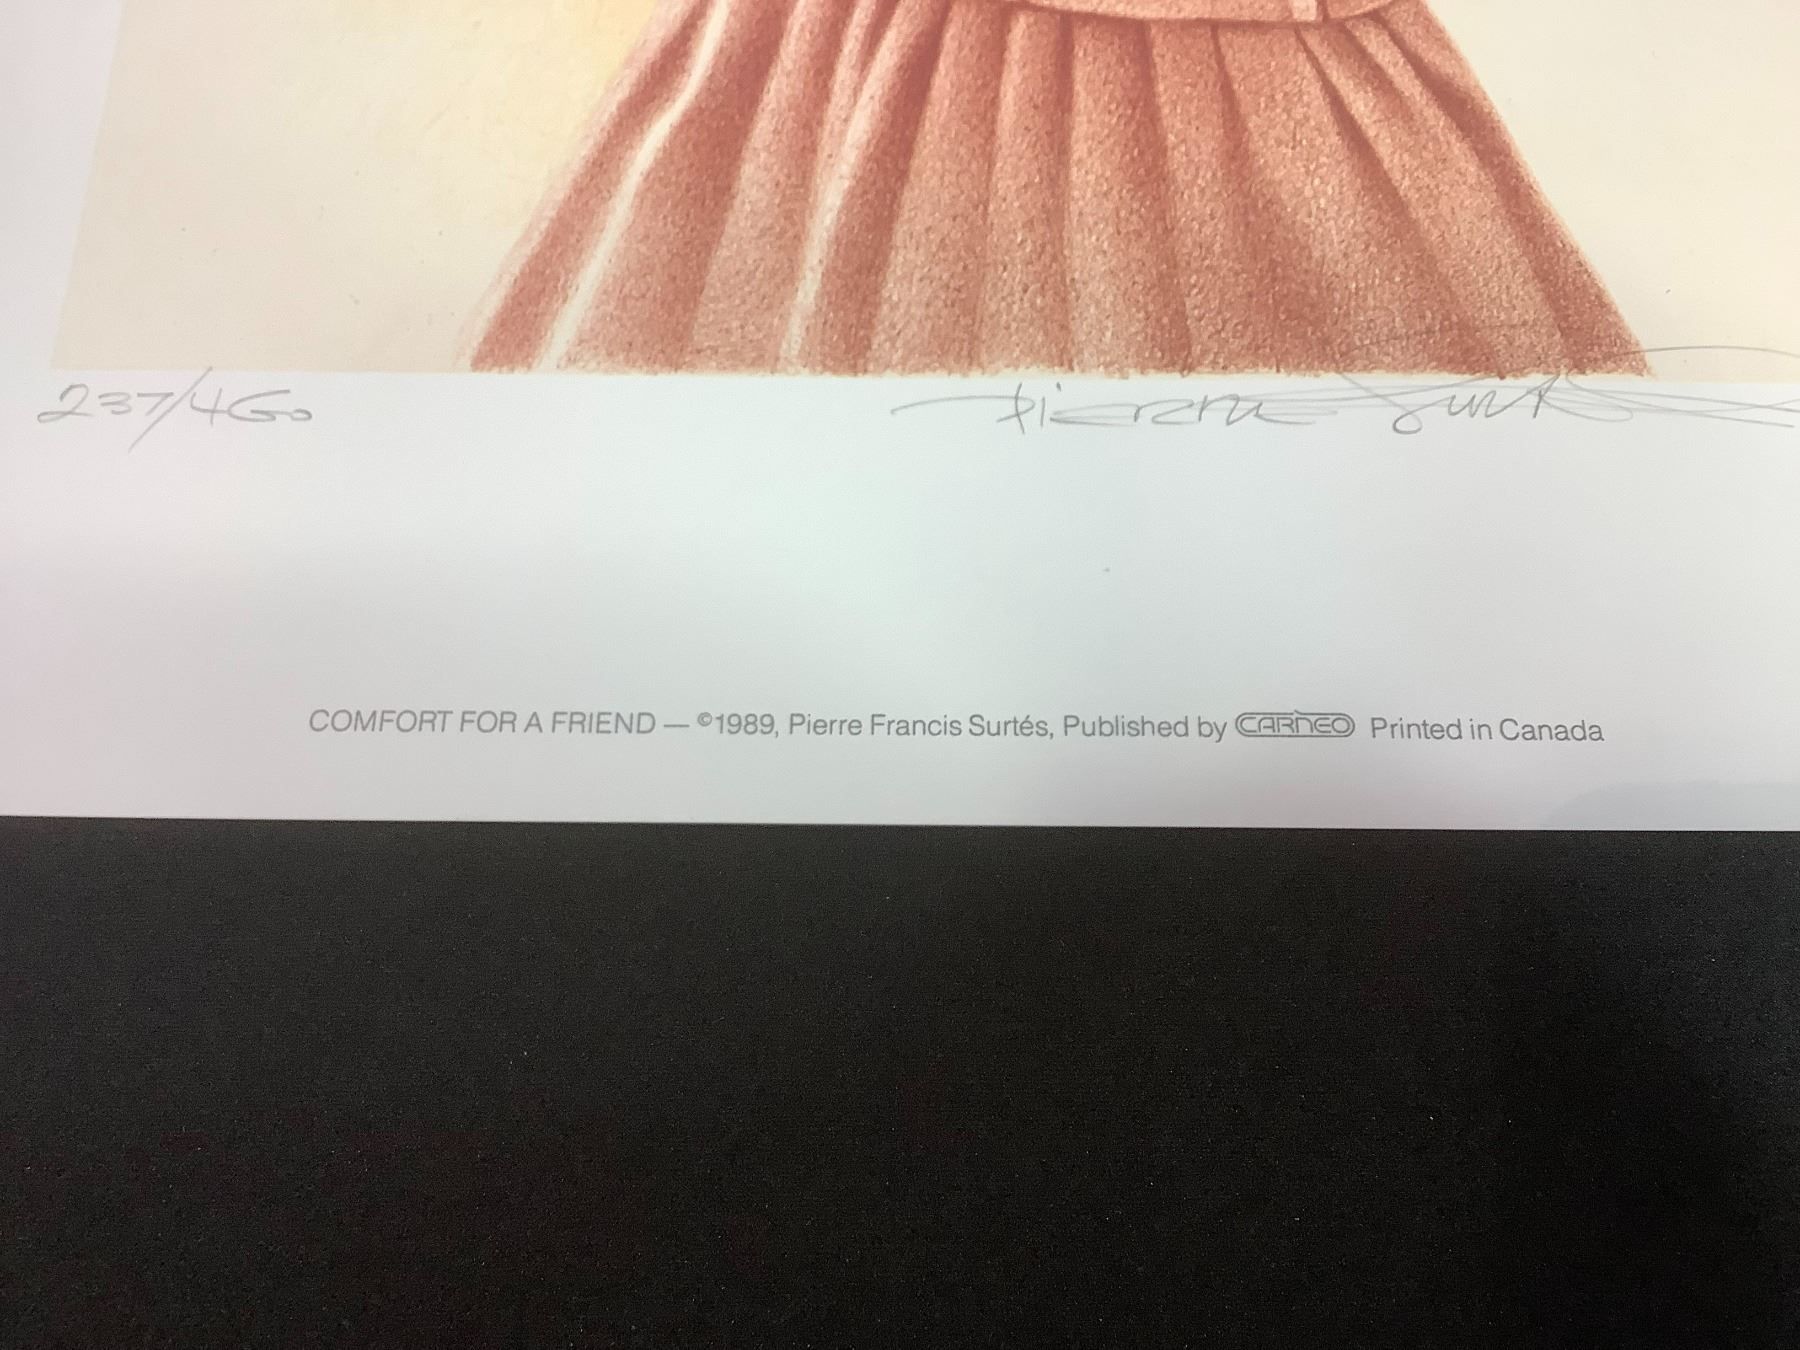 237/460
Pierre Surtés
COMFORT FOR A FRIEND — ©1989, Pierre Francis Surtés, Published by CARNEO Printed in Canada